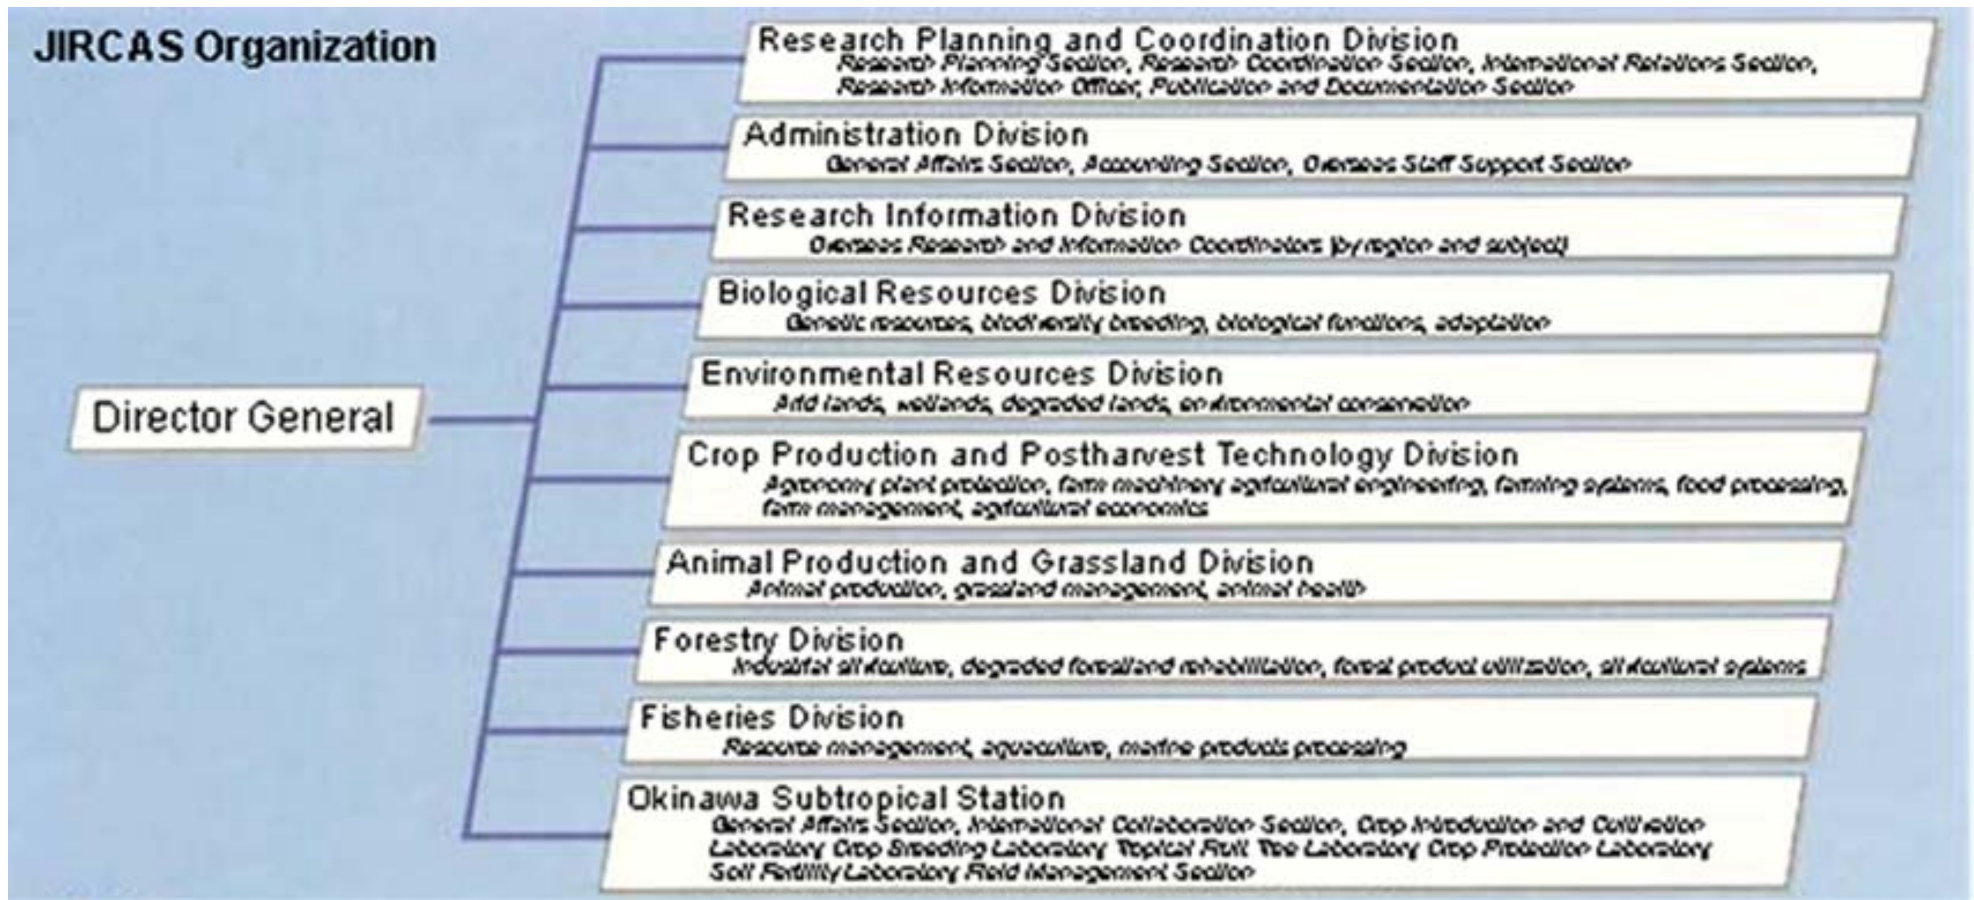 JIRCAS Organization
Research Planning and Coordination Division
Research Planning Section, Research Coordination Section, International Relations Section,
Research Information Officer, Publication and Documentation Section
Administration Division
General Affairs Section, Accounting Section, Overseas Staff Support Section
Research Information Division
Overseas Research and Information Coordinators (by region and subject)
Biological Resources Division
Genetic resources, biodiversity breeding, biological functions, adaptation
Environmental Resources Division
Arid lands, wetlands, degraded lands, environmental conservation
Director General
Crop Production and Postharvest Technology Division
Agronomy plant protection, farm machinery agricultural engineering, farming systems, food processing,
farm management, agricultural economics
Animal Production and Grassland Division
Animal production, grassland management, animal health
Forestry Division
Industrial silviculture, degraded forestland rehabilitation, forest product utilization, silvicultural systems
Fisheries Division
Resource management, aquaculture, marine products processing
Okinawa Subtropical Station
General Affairs Section, International Collaboration Section, Crop Introduction and Cultivation
Laboratory Crop Breeding Laboratory Tropical Fruit Tree Laboratory Crop Protection Laboratory
Soil Fertility Laboratory Field Management Section